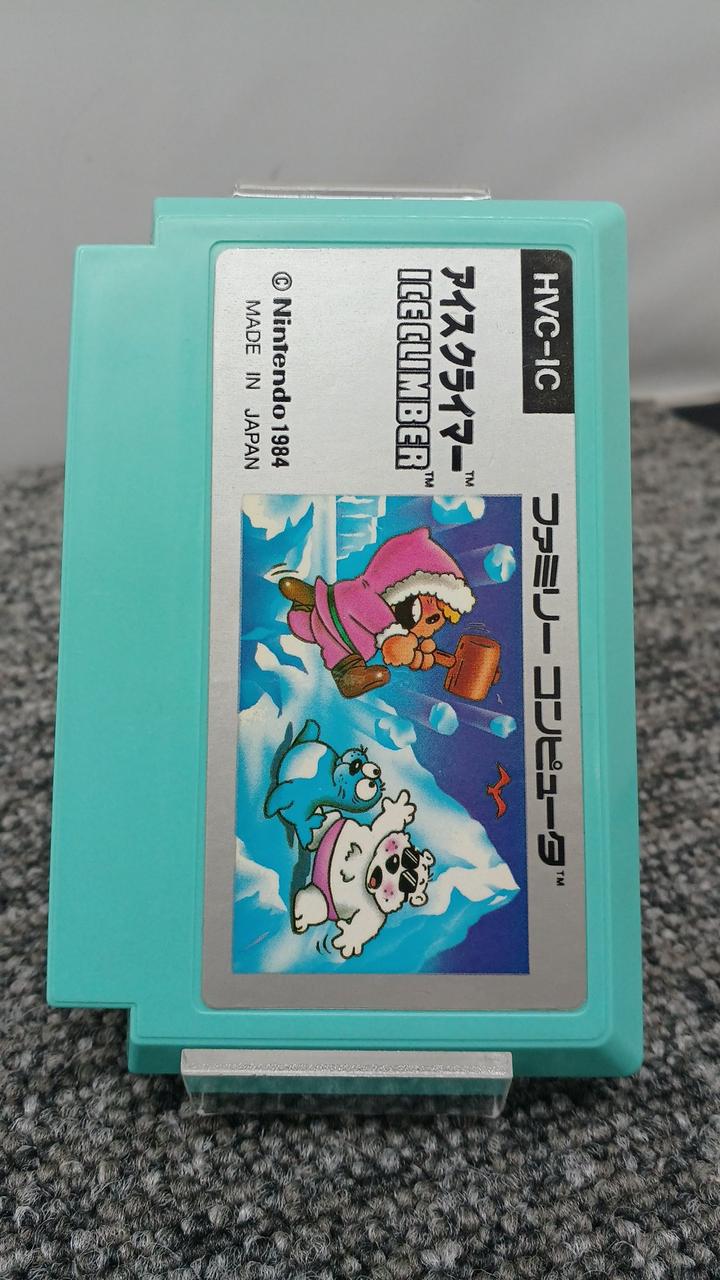 HVC-IC
ファミリー コンピュータ™
アイスクライマー™
ICE CLIMBER™
© Nintendo 1984
MADE IN JAPAN